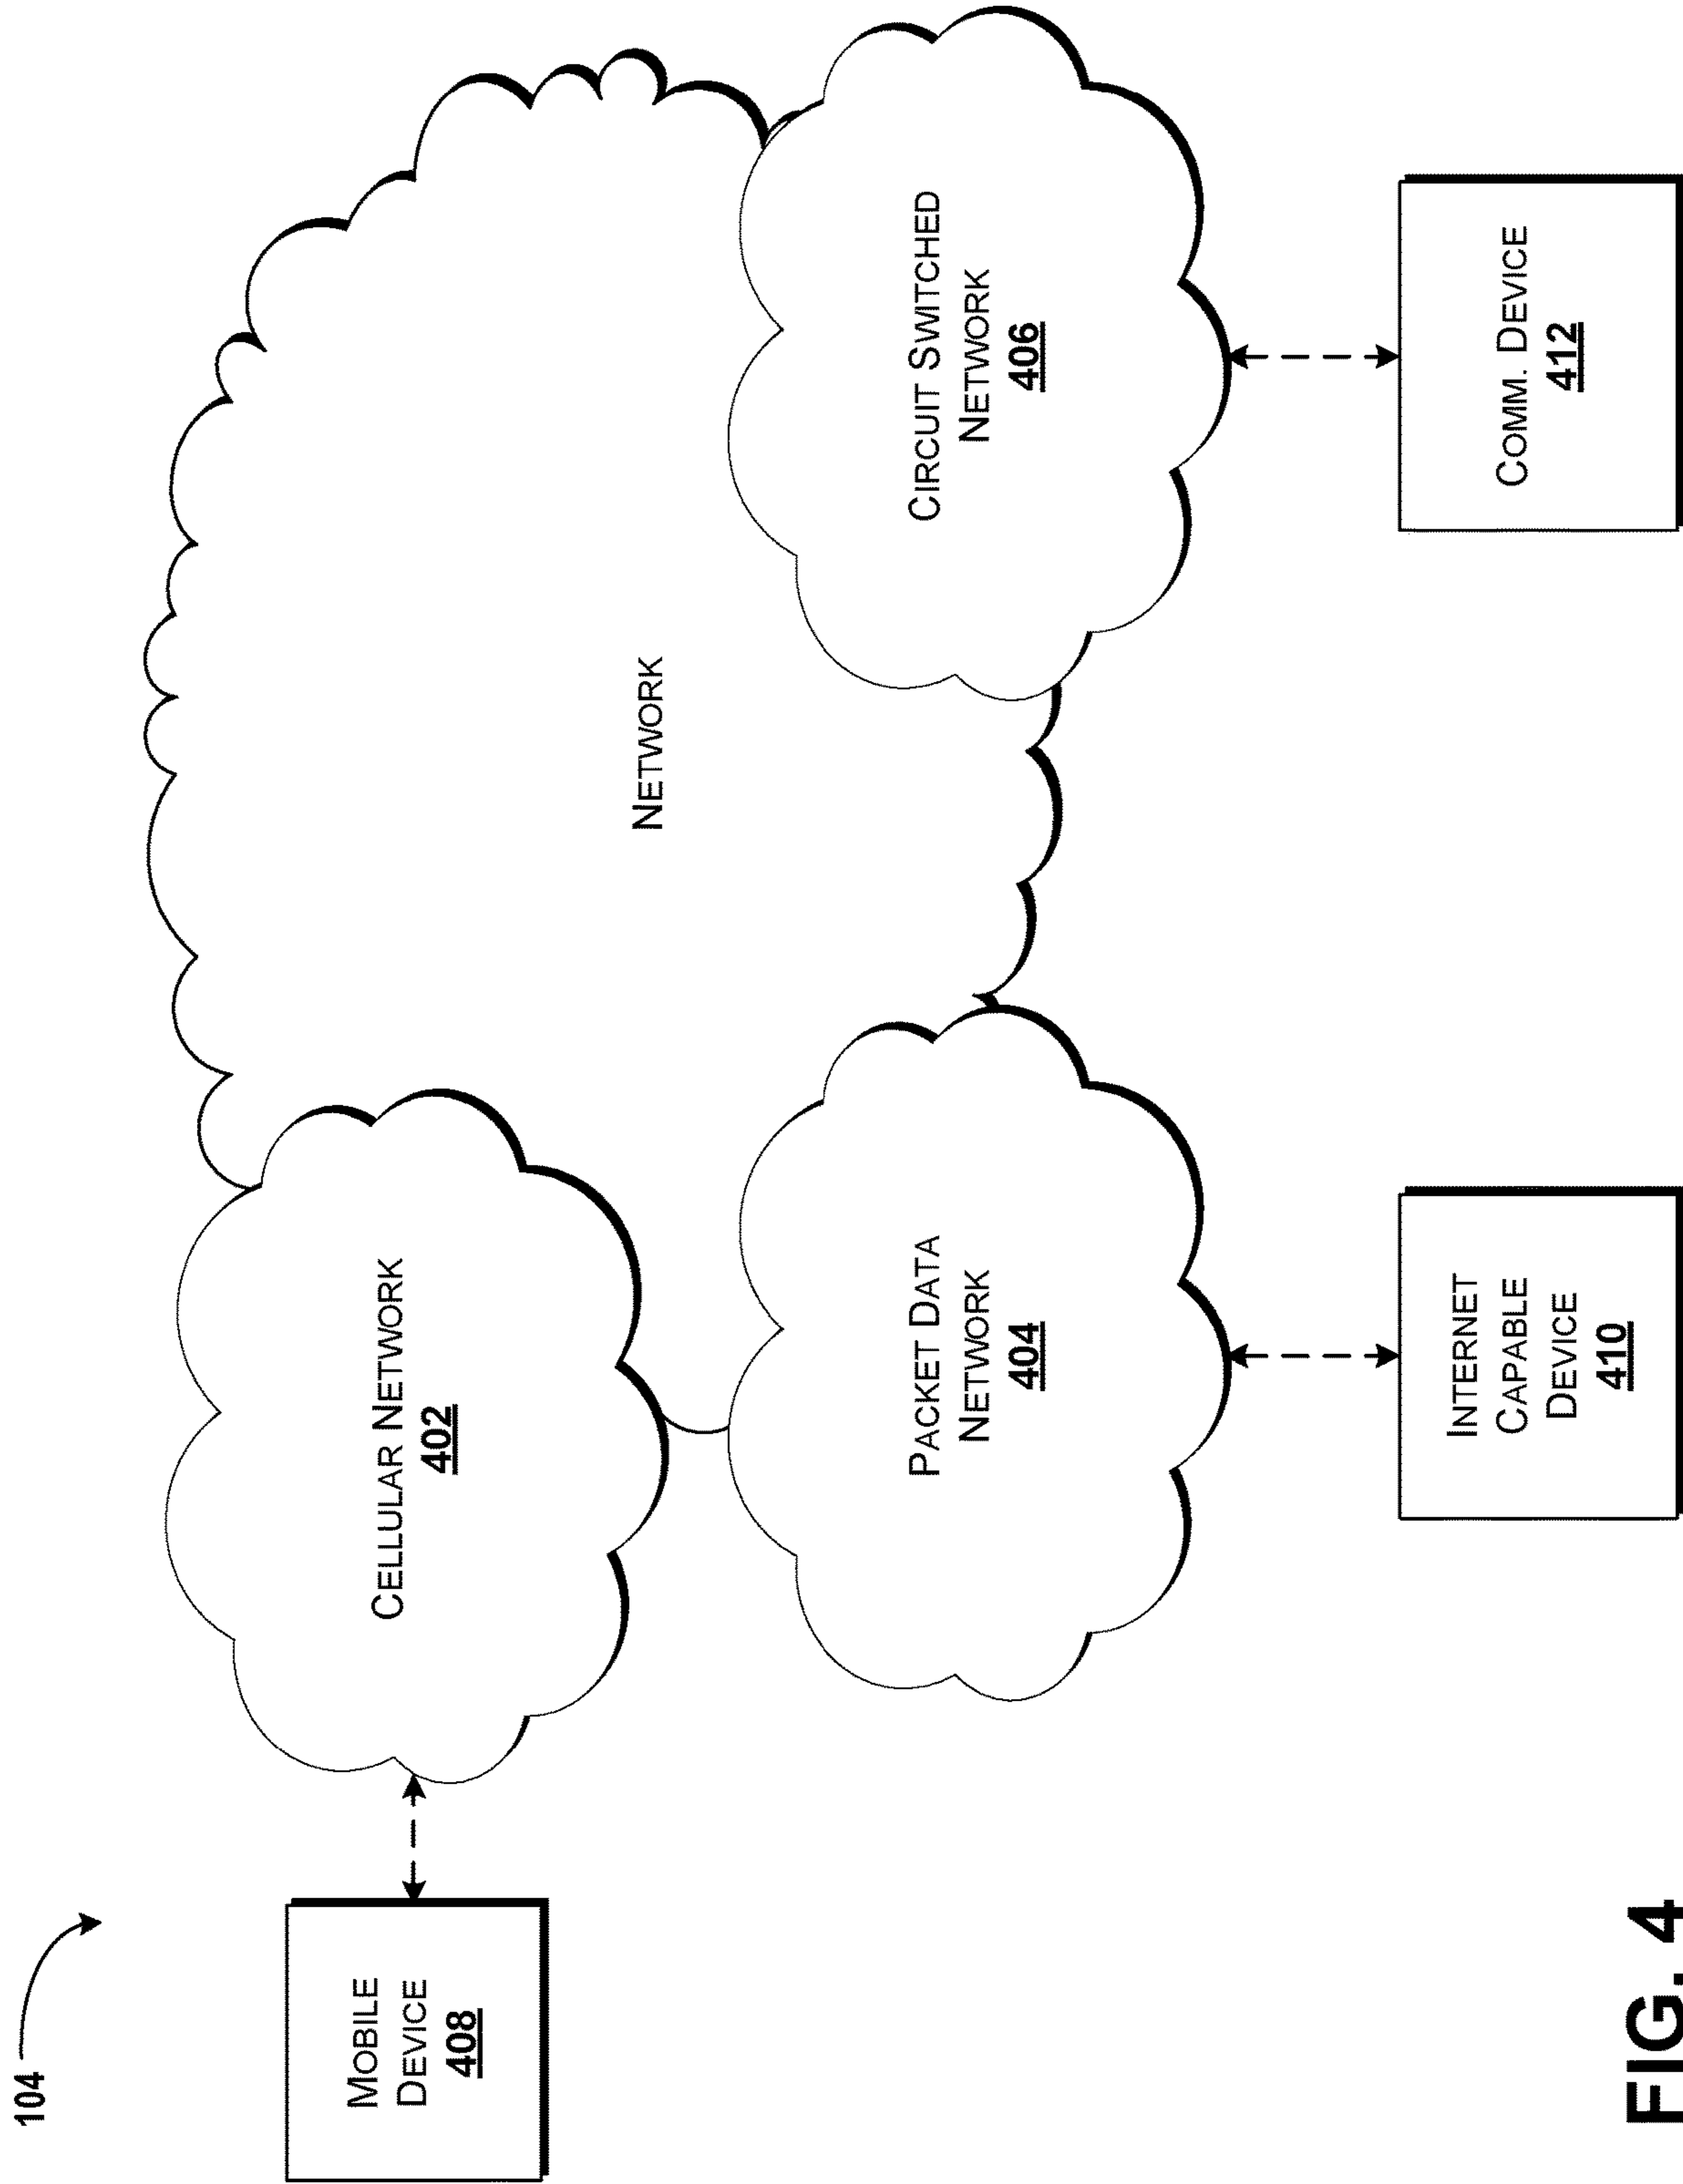 104
MOBILE
DEVICE
408
CELLULAR NETWORK
402
NETWORK
PACKET DATA
NETWORK
404
CIRCUIT SWITCHED
NETWORK
406
INTERNET
CAPABLE
DEVICE
410
COMM. DEVICE
412
FIG. 4